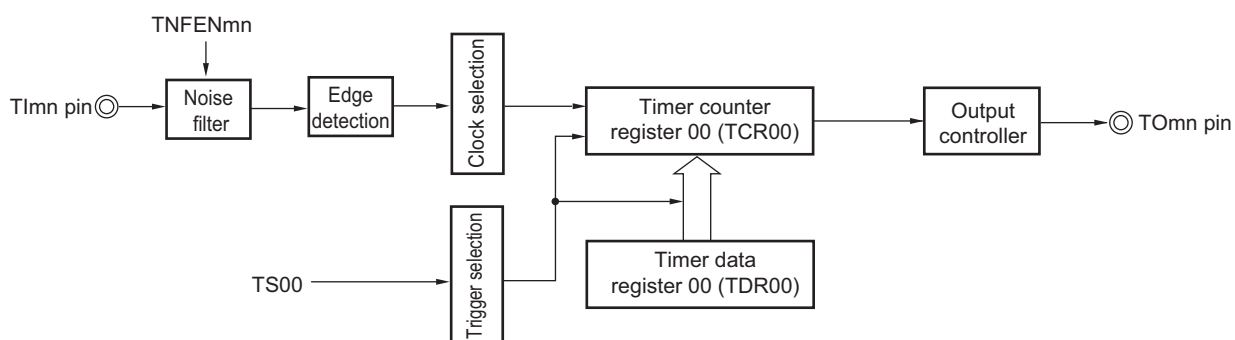 TNFENmn
TImn pin
Noise
filter
Edge
detection
Clock selection
Timer counter
register 00 (TCR00)
Output
controller
TOmn pin
TS00
Trigger selection
Timer data
register 00 (TDR00)